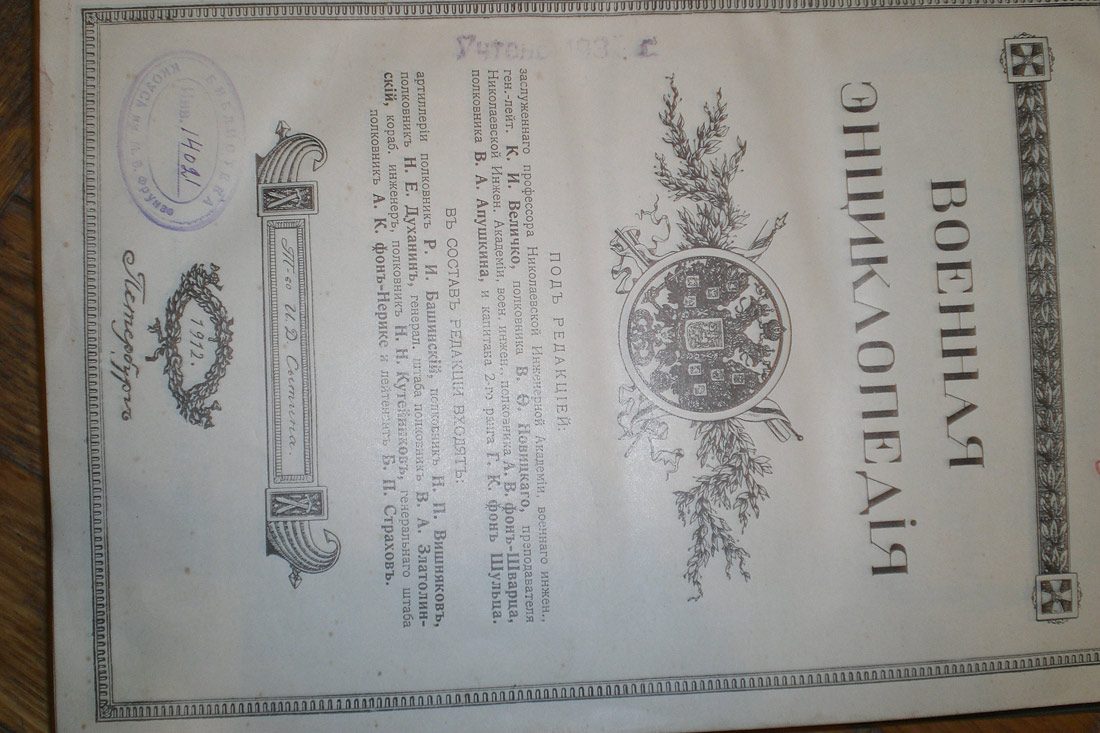 ВОЕННАЯ
ЭНЦИКЛОПЕДІЯ
ПОДЪ РЕДАКЦІЕЙ:
заслуженнаго профессора Николаевской Инженерной Академіи, военнаго инжен.,
ген.-лейт. К. И. Величко, полковника В. Ѳ. Новицкаго, преподавателя
Николаевской Инжен. Академіи, воен. инжен., полковника А. В. фонъ-Шварца,
полковника В. А. Апушкина, и капитана 2-го ранга Г. К. фонъ Шульца.
ВЪ СОСТАВЪ РЕДАКЦІИ ВХОДЯТЪ:
артиллеріи полковникъ Р. И. Башинскій, полковникъ И. П. Вишняковъ,
полковникъ Н. Е. Духанинъ, генерал. штаба полковникъ В. А. Златолин-
скій, кораб. инженеръ, полковникъ Н. Н. Кутейниковъ, генеральнаго штаба
полковникъ А. К. фонъ-Нерике и лейтенантъ Б. П. Страховъ.
Т-во И. Д. Сытина.
1912.
Петербургъ
Учтено
БИБЛИОТЕКА
Инв. 14021